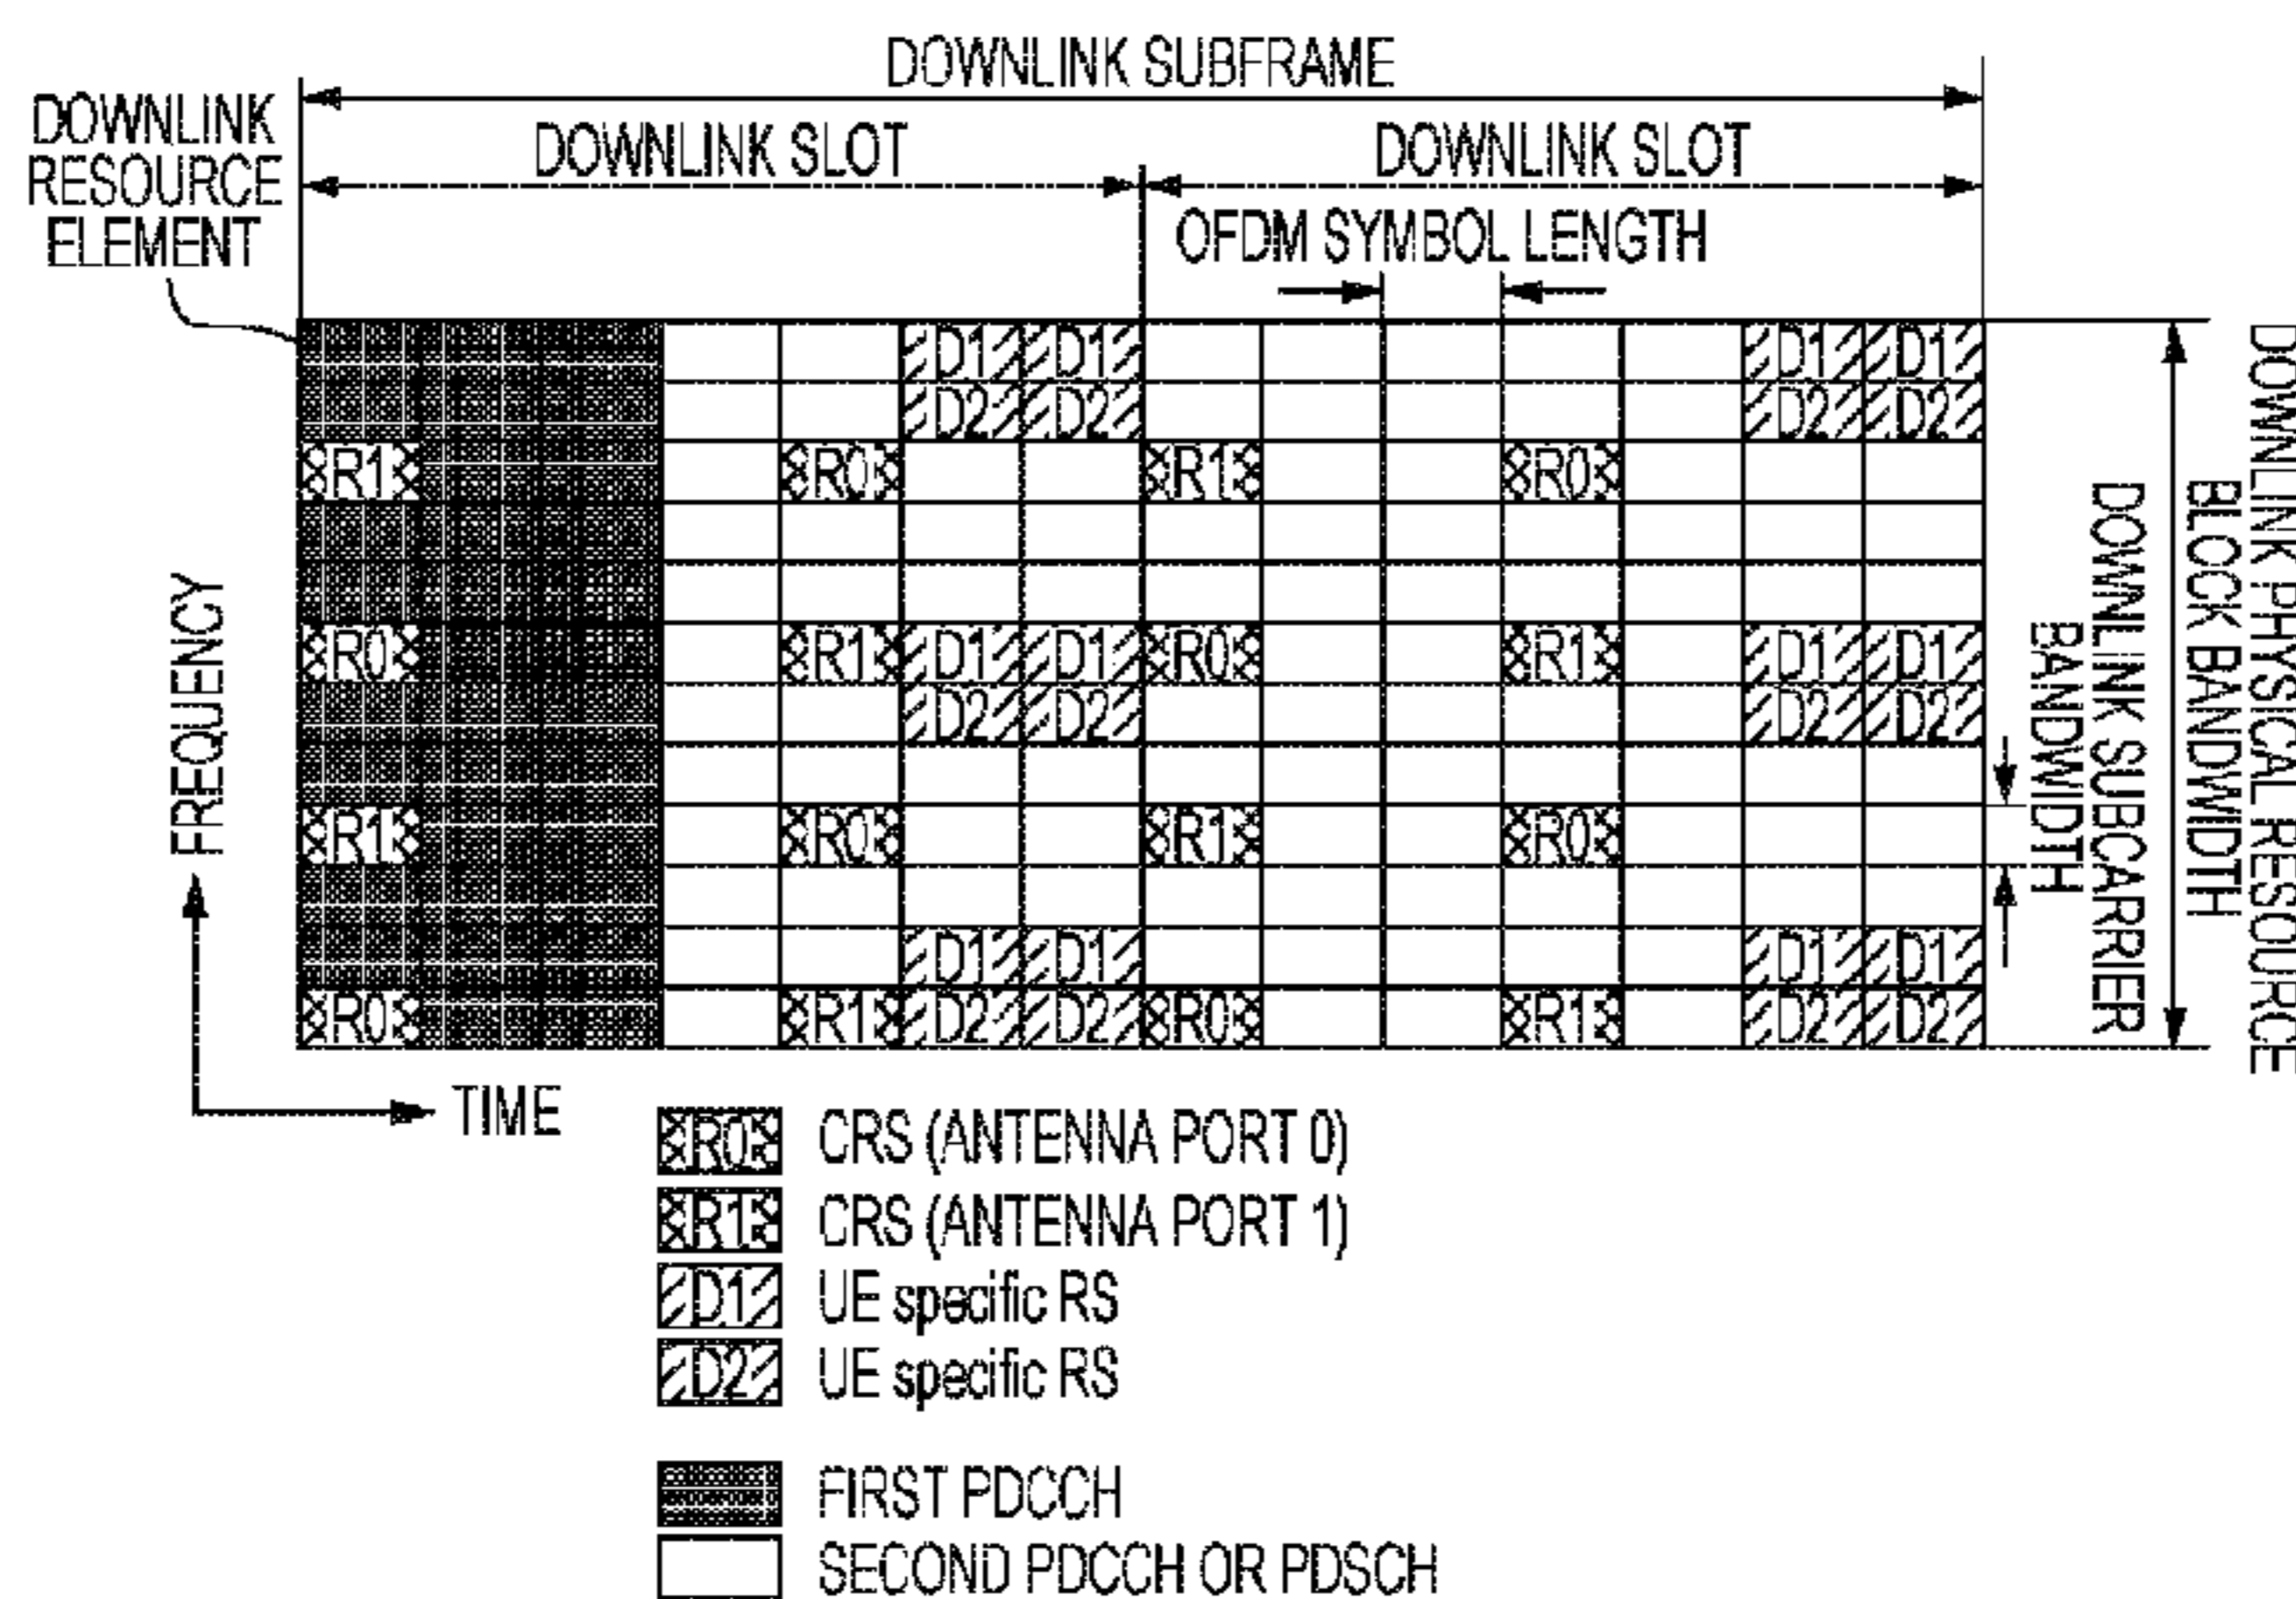 DOWNLINK SUBFRAME
DOWNLINK
RESOURCE
ELEMENT
DOWNLINK SLOT
DOWNLINK SLOT
OFDM SYMBOL LENGTH
D1 D1 D1 D1
D2 D2 D2 D2
R1 R0 R1 R0
R0 R1 D1 D1 R0 R1 D1 D1
D2 D2 D2 D2
R1 R0 R1 R0
D1 D1 D1 D1
R0 R1 D2 D2 R0 R1 D2 D2
FREQUENCY
TIME
DOWNLINK SUBCARRIER
BANDWIDTH
DOWNLINK PHYSICAL RESOURCE
BLOCK BANDWIDTH
R0 CRS (ANTENNA PORT 0)
R1 CRS (ANTENNA PORT 1)
D1 UE specific RS
D2 UE specific RS
FIRST PDCCH
SECOND PDCCH OR PDSCH